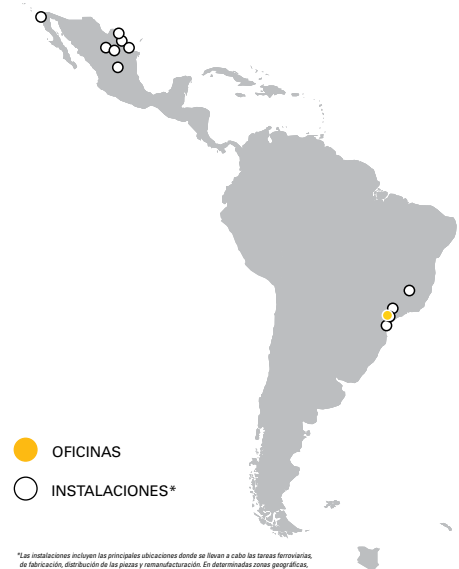 OFICINAS
INSTALACIONES*
*Las instalaciones incluyen las principales ubicaciones donde se llevan a cabo las tareas ferroviarias,
de fabricación, distribución de las piezas y remanufacturación. En determinadas zonas geográficas,